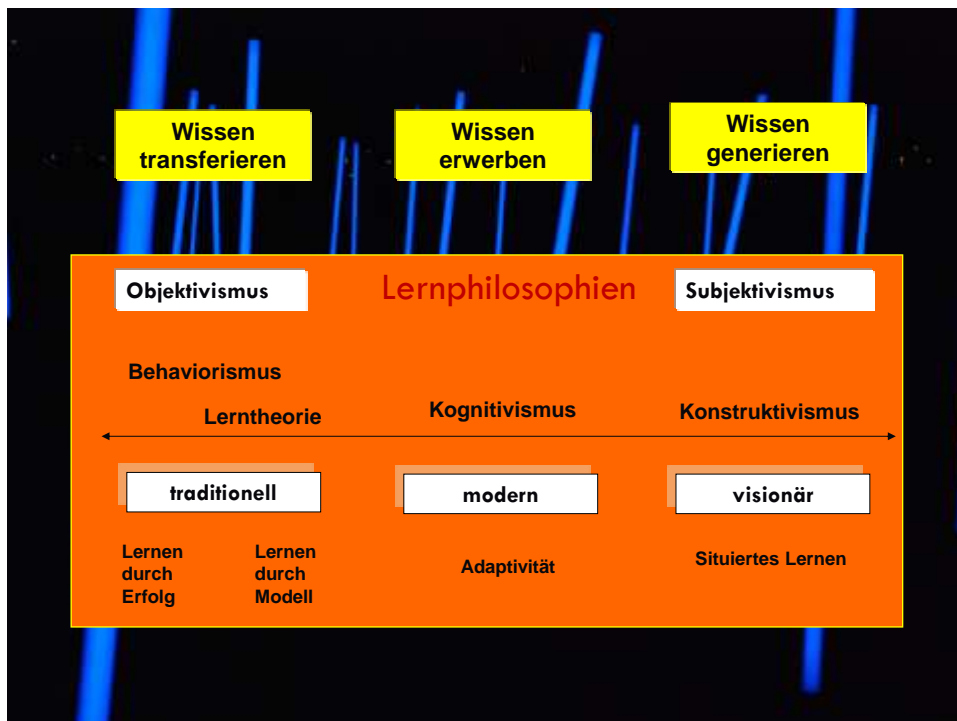 Wissen
transferieren
Wissen
erwerben
Wissen
generieren
Objektivismus
Lernphilosophien
Subjektivismus
Behaviorismus
Lerntheorie
Kognitivismus
Konstruktivismus
traditionell
modern
visionär
Lernen
durch
Erfolg
Lernen
durch
Modell
Adaptivität
Situiertes Lernen